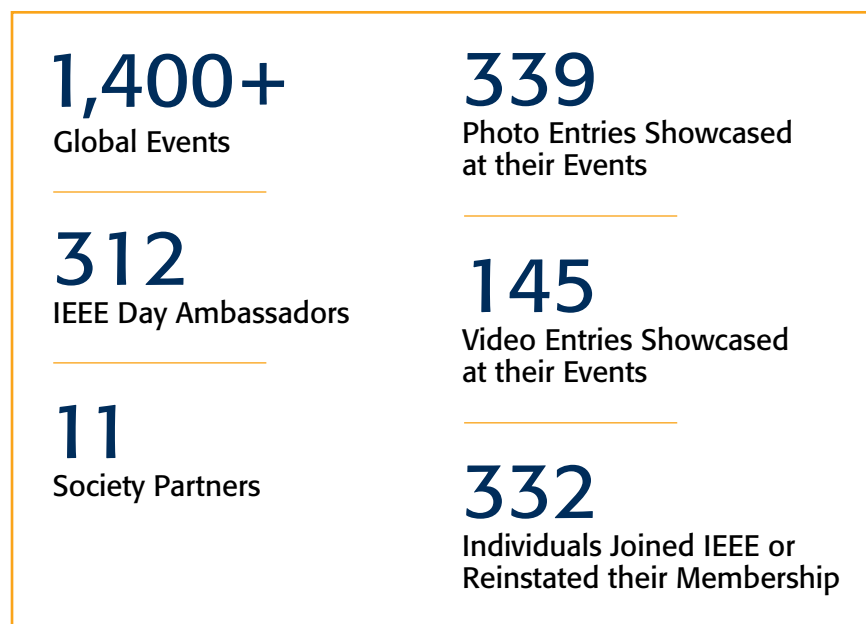 1,400+
Global Events
312
IEEE Day Ambassadors
11
Society Partners
339
Photo Entries Showcased
at their Events
145
Video Entries Showcased
at their Events
332
Individuals Joined IEEE or
Reinstated their Membership